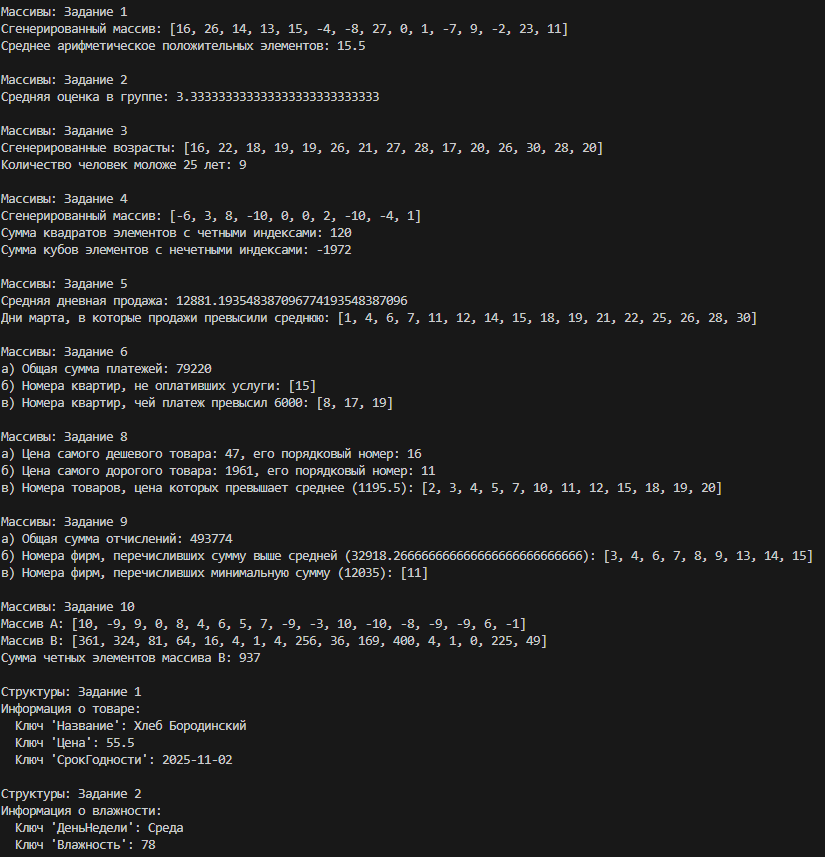 Массивы: Задание 1
Сгенерированный массив: [16, 26, 14, 13, 15, -4, -8, 27, 0, 1, -7, 9, -2, 23, 11]
Среднее арифметическое положительных элементов: 15.5
Массивы: Задание 2
Средняя оценка в группе: 3.333333333333333333333333333
Массивы: Задание 3
Сгенерированные возрасты: [16, 22, 18, 19, 19, 26, 21, 27, 28, 17, 20, 26, 30, 28, 20]
Количество человек моложе 25 лет: 9
Массивы: Задание 4
Сгенерированный массив: [-6, 3, 8, -10, 0, 0, 2, -10, -4, 1]
Сумма квадратов элементов с четными индексами: 120
Сумма кубов элементов с нечетными индексами: -1972
Массивы: Задание 5
Средняя дневная продажа: 12881.193548387096774193548387096
Дни марта, в которые продажи превысили среднюю: [1, 4, 6, 7, 11, 12, 14, 15, 18, 19, 21, 22, 25, 26, 28, 30]
Массивы: Задание 6
а) Общая сумма платежей: 79220
б) Номера квартир, не оплативших услуги: [15]
в) Номера квартир, чей платеж превысил 6000: [8, 17, 19]
Массивы: Задание 8
а) Цена самого дешевого товара: 47, его порядковый номер: 16
б) Цена самого дорогого товара: 1961, его порядковый номер: 11
в) Номера товаров, цена которых превышает среднее (1195.5): [2, 3, 4, 5, 7, 10, 11, 12, 15, 18, 19, 20]
Массивы: Задание 9
а) Общая сумма отчислений: 493774
б) Номера фирм, перечисливших сумму выше средней (32918.266666666666666666666666666): [3, 4, 6, 7, 8, 9, 13, 14, 15]
в) Номера фирм, перечисливших минимальную сумму (12035): [11]
Массивы: Задание 10
Массив A: [10, -9, 9, 0, 8, 4, 6, 5, 7, -9, -3, 10, -10, -8, -9, -9, 6, -1]
Массив B: [361, 324, 81, 64, 16, 4, 1, 4, 256, 36, 169, 400, 4, 1, 0, 225, 49]
Сумма четных элементов массива B: 937
Структуры: Задание 1
Информация о товаре:
Ключ 'Название': Хлеб Бородинский
Ключ 'Цена': 55.5
Ключ 'СрокГодности': 2025-11-02
Структуры: Задание 2
Информация о влажности:
Ключ 'ДеньНедели': Среда
Ключ 'Влажность': 78